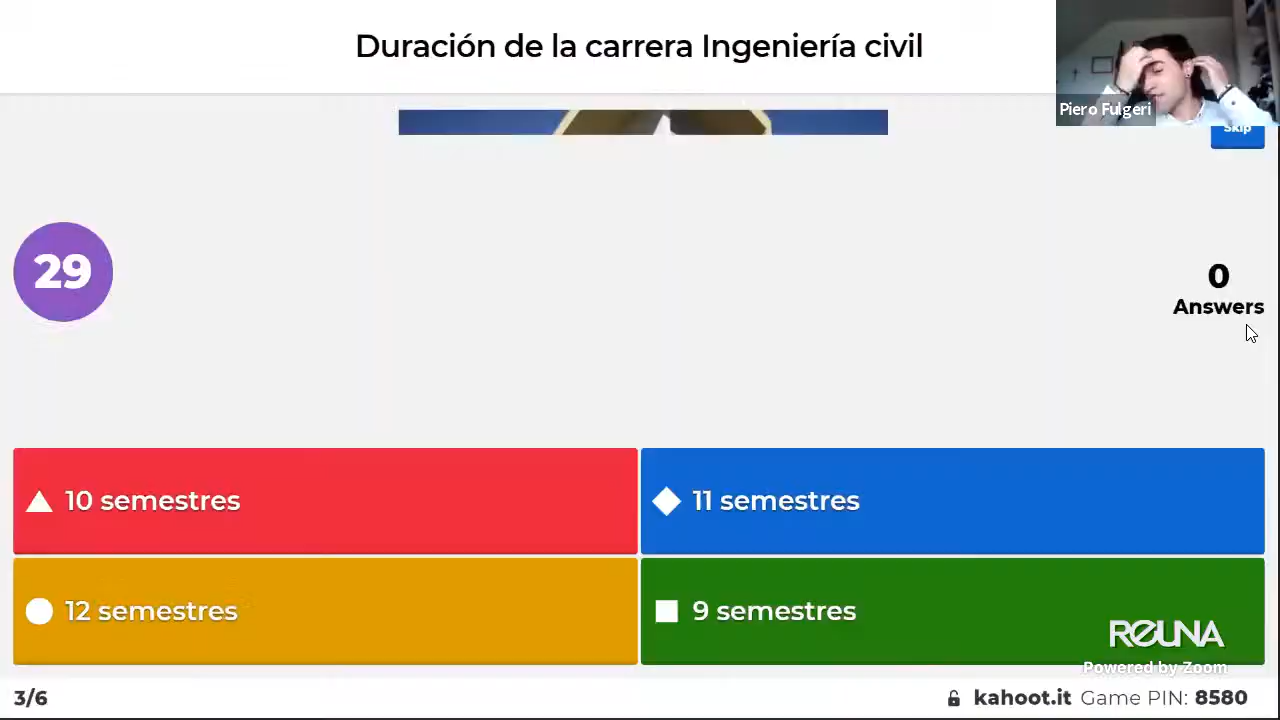 Duración de la carrera Ingeniería civil
Piero Fulgeri
Skip
29
0
Answers
10 semestres
11 semestres
12 semestres
9 semestres
REUNA
Powered by Zoom
3/6
kahoot.it Game PIN: 8580